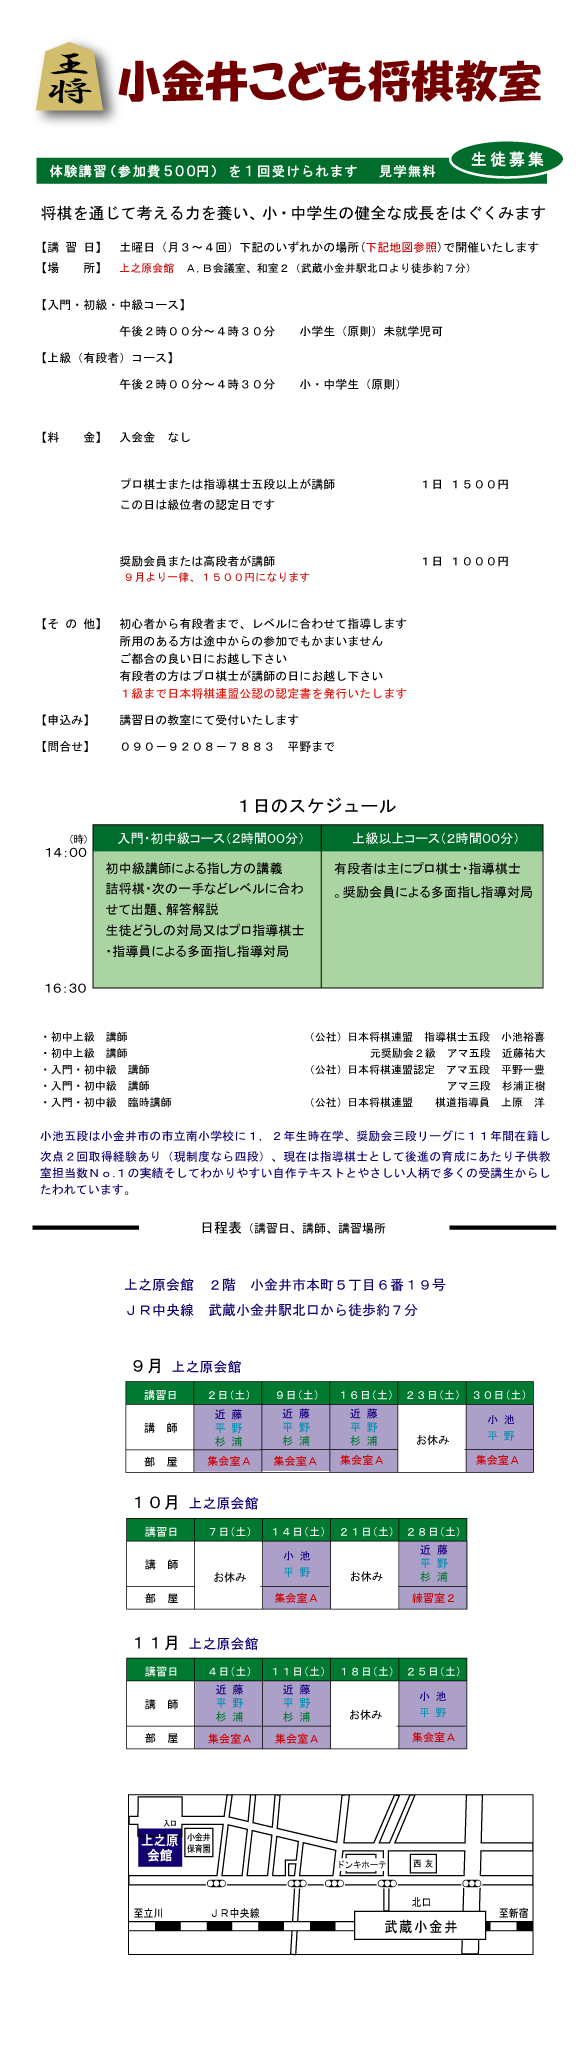 王将
小金井こども将棋教室
生徒募集
体験講習(参加費500円) を1回受けられます 見学無料
将棋を通じて考える力を養い、小・中学生の健全な成長をはぐくみます
【講 習 日】 土曜日(月3~4回)下記のいずれかの場所(下記地図参照)で開催いたします
【場 所】 上之原会館 A,B会議室、和室2(武蔵小金井駅北口より徒歩約7分)
【入門・初級・中級コース】
午後2時00分~4時30分 小学生(原則)未就学児可
【上級(有段者)コース】
午後2時00分~4時30分 小・中学生(原則)
【料 金】 入会金 なし
プロ棋士または指導棋士五段以上が講師 1日 1500円
この日は級位者の認定日です
奨励会員または高段者が講師 1日 1000円
9月より一律、1500円になります
【そ の 他】 初心者から有段者まで、レベルに合わせて指導します
所用のある方は途中からの参加でもかまいません
ご都合の良い日にお越し下さい
有段者の方はプロ棋士が講師の日にお越し下さい
1級まで日本将棋連盟公認の認定書を発行いたします
【申込み】 講習日の教室にて受付いたします
【問合せ】 090-9208-7883 平野まで
1日のスケジュール
(時) 入門・初中級コース(2時間00分) 上級以上コース(2時間00分)
14:00
初中級講師による指し方の講義
詰将棋・次の一手などレベルに合わ
せて出題、解答解説
生徒どうしの対局又はプロ指導棋士
・指導員による多面指し指導対局
有段者は主にプロ棋士・指導棋士
。奨励会員による多面指し指導対局
16:30
・初中上級 講師 (公社)日本将棋連盟 指導棋士五段 小池裕喜
・初中上級 講師 元奨励会2級 アマ五段 近藤祐大
・入門・初中級 講師 (公社)日本将棋連盟認定 アマ五段 平野一豊
・入門・初中級 講師 アマ三段 杉浦正樹
・入門・初中級 臨時講師 (公社)日本将棋連盟 棋道指導員 上原 洋
小池五段は小金井市の市立南小学校に1,2年生時在学、奨励会三段リーグに11年間在籍し
次点2回取得経験あり(現制度なら四段)、現在は指導棋士として後進の育成にあたり子供教
室担当数No.1の実績そしてわかりやすい自作テキストとやさしい人柄で多くの受講生からし
たわれています。
日程表(講習日、講師、講習場所
上之原会館 2階 小金井市本町5丁目6番19号
JR中央線 武蔵小金井駅北口から徒歩約7分
9月 上之原会館
講習日 2日(土) 9日(土) 16日(土) 23日(土) 30日(土)
講 師 近 藤 平 野 杉 浦 近 藤 平 野 杉 浦 近 藤 平 野 杉 浦 お休み 小 池 平 野
部 屋 集会室A 集会室A 集会室A 集会室A
10月 上之原会館
講習日 7日(土) 14日(土) 21日(土) 28日(土)
講 師 お休み 小 池 平 野 お休み 近 藤 平 野 杉 浦
部 屋 集会室A 練習室2
11月 上之原会館
講習日 4日(土) 11日(土) 18日(土) 25日(土)
講 師 近 藤 平 野 杉 浦 近 藤 平 野 杉 浦 お休み 小 池 平 野
部 屋 集会室A 集会室A 集会室A
入口
上之原
会館
小金井
保育園
ドンキホーテ
西 友
北口
至立川 JR中央線 武蔵小金井 至新宿